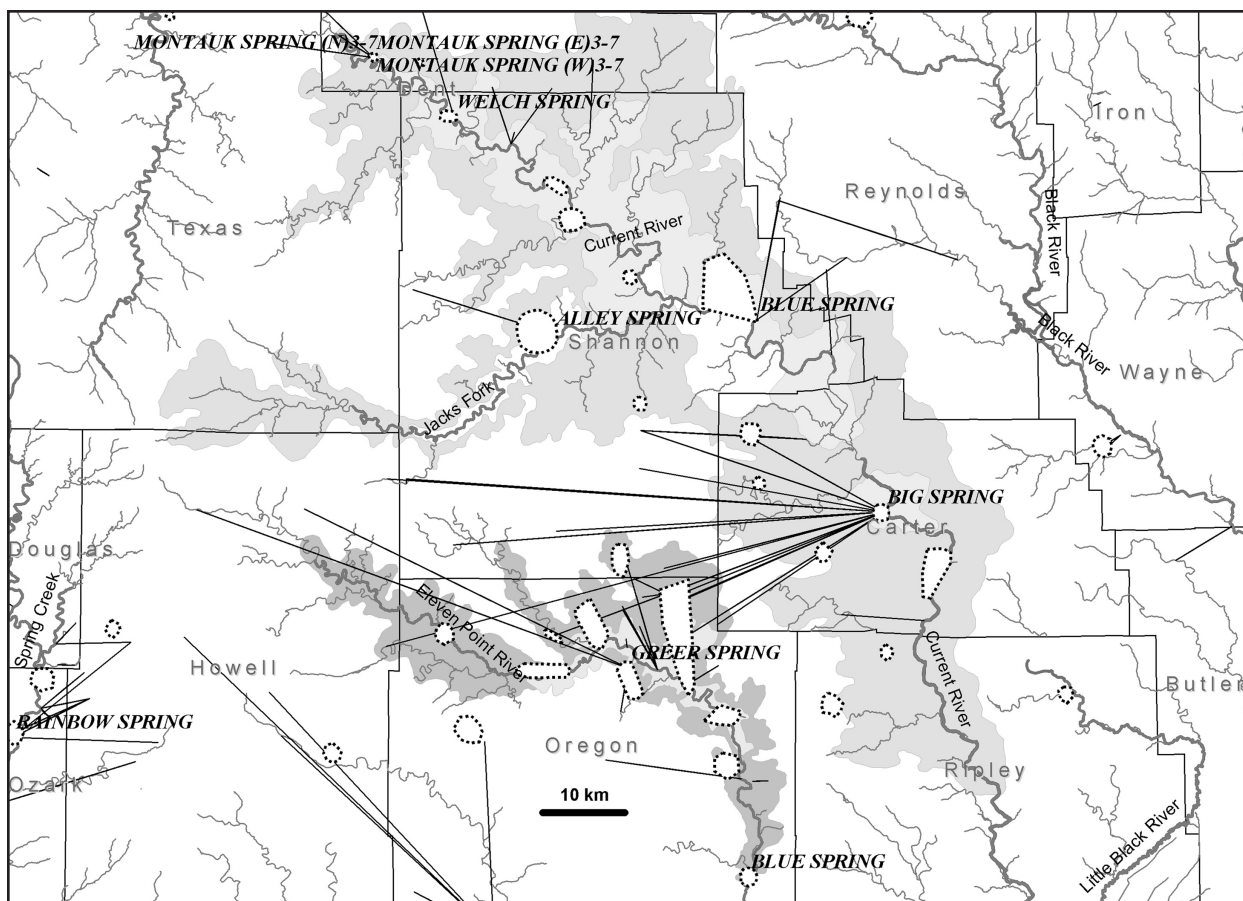 MONTAUK SPRING (N)3-7 MONTAUK SPRING (E)3-7
MONTAUK SPRING (W)3-7
Dent
WELCH SPRING
Iron
Reynolds
Texas
Current River
Black River
BLUE SPRING
ALLEY SPRING
Shannon
Black River
Wayne
Jacks Fork
BIG SPRING
Carter
Douglas
Spring Creek
Eleven Point River
Howell
GREER SPRING
Current River
Butler
RAINBOW SPRING
Oregon
Ripley
Ozark
10 km
Little Black River
BLUE SPRING